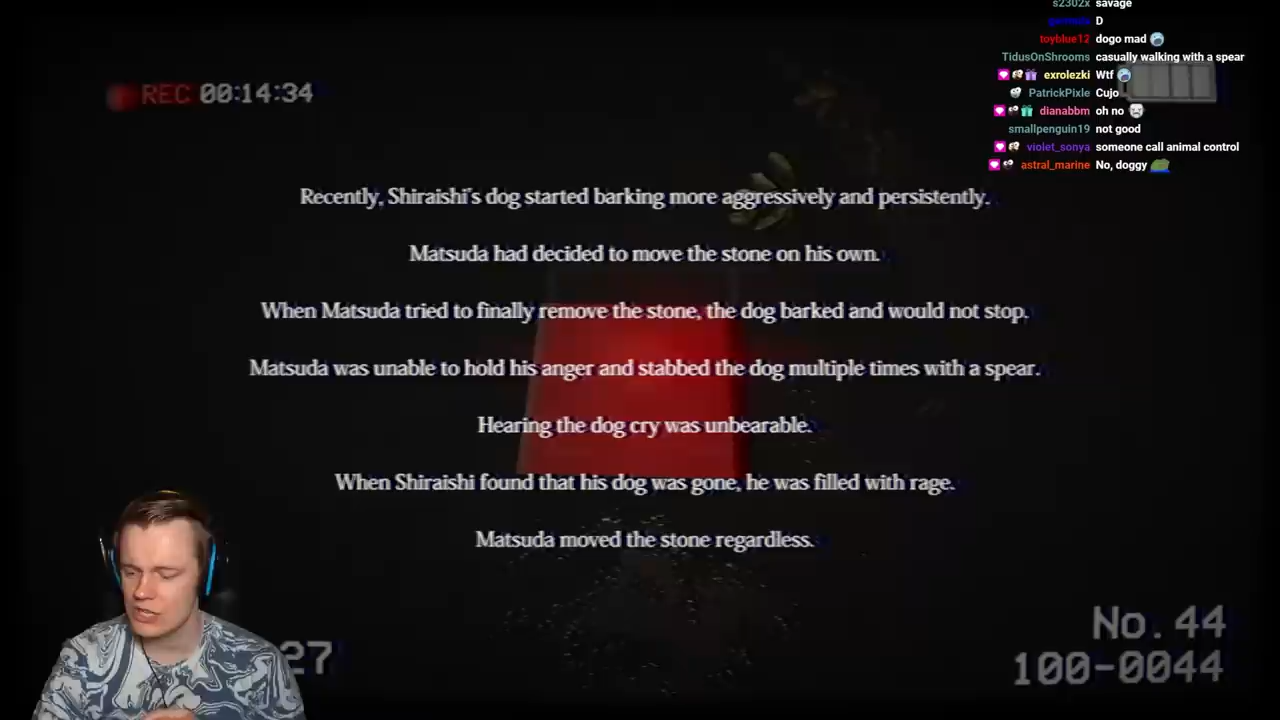 s2302x savage
D
toyblue12 dogo mad
TidusOnShrooms casually walking with a spear
exrolezki Wtf
PatrickPixle Cujo
dianabbm oh no
smallpenguin19 not good
violet_sonya someone call animal control
astral_marine No, doggy
REC 00:14:34
Recently, Shiraishi's dog started barking more aggressively and persistently.
Matsuda had decided to move the stone on his own.
When Matsuda tried to finally remove the stone, the dog barked and would not stop.
Matsuda was unable to hold his anger and stabbed the dog multiple times with a spear.
Hearing the dog cry was unbearable.
When Shiraishi found that his dog was gone, he was filled with rage.
Matsuda moved the stone regardless.
27
No.44
100-0044